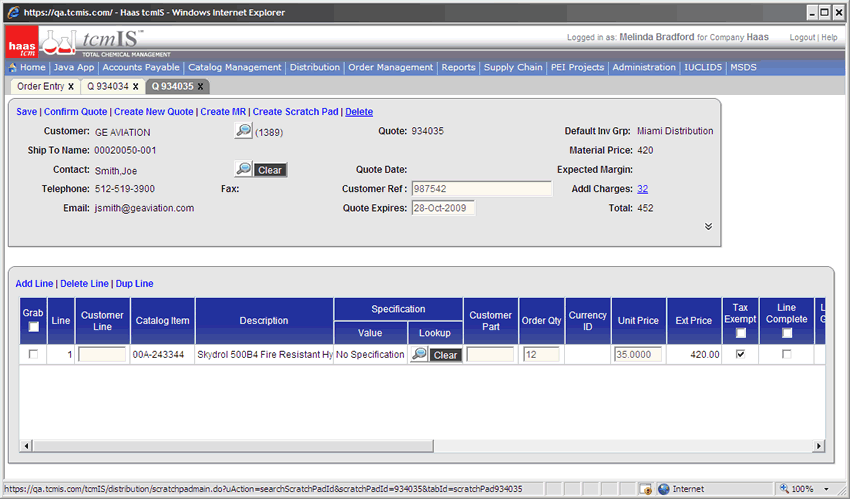 https://qa.tcmis.com/ - Haas tcmIS - Windows Internet Explorer
haas tcm
tcmIS™
TOTAL CHEMICAL MANAGEMENT
Logged in as: Melinda Bradford for Company Haas
Logout | Help
Home | Java App | Accounts Payable | Catalog Management | Distribution | Order Management | Reports | Supply Chain | PEI Projects | Administration | IUCLID5 | MSDS
Order Entry X Q 934034 X Q 934035 X
Save | Confirm Quote | Create New Quote | Create MR | Create Scratch Pad | Delete
Customer: GE AVIATION (1389) Quote: 934035 Default Inv Grp: Miami Distribution
Ship To Name: 00020050-001 Material Price: 420
Contact: Smith,Joe Clear Quote Date: Expected Margin:
Telephone: 512-519-3900 Fax: Customer Ref : 987542 Addl Charges: 32
Email: jsmith@geaviation.com Quote Expires: 28-Oct-2009 Total: 452
Add Line | Delete Line | Dup Line
Grab Line Customer Line Catalog Item Description Specification Value Lookup Customer Part Order Qty Currency ID Unit Price Ext Price Tax Exempt Line Complete
1 00A-243344 Skydrol 500B4 Fire Resistant Hy No Specification Clear 12 35.0000 420.00
https://qa.tcmis.com/tcmIS/distribution/scratchpadmain.do?uAction=searchScratchPadId&scratchPadId=934035&tabId=scratchPad934035
Internet
100%